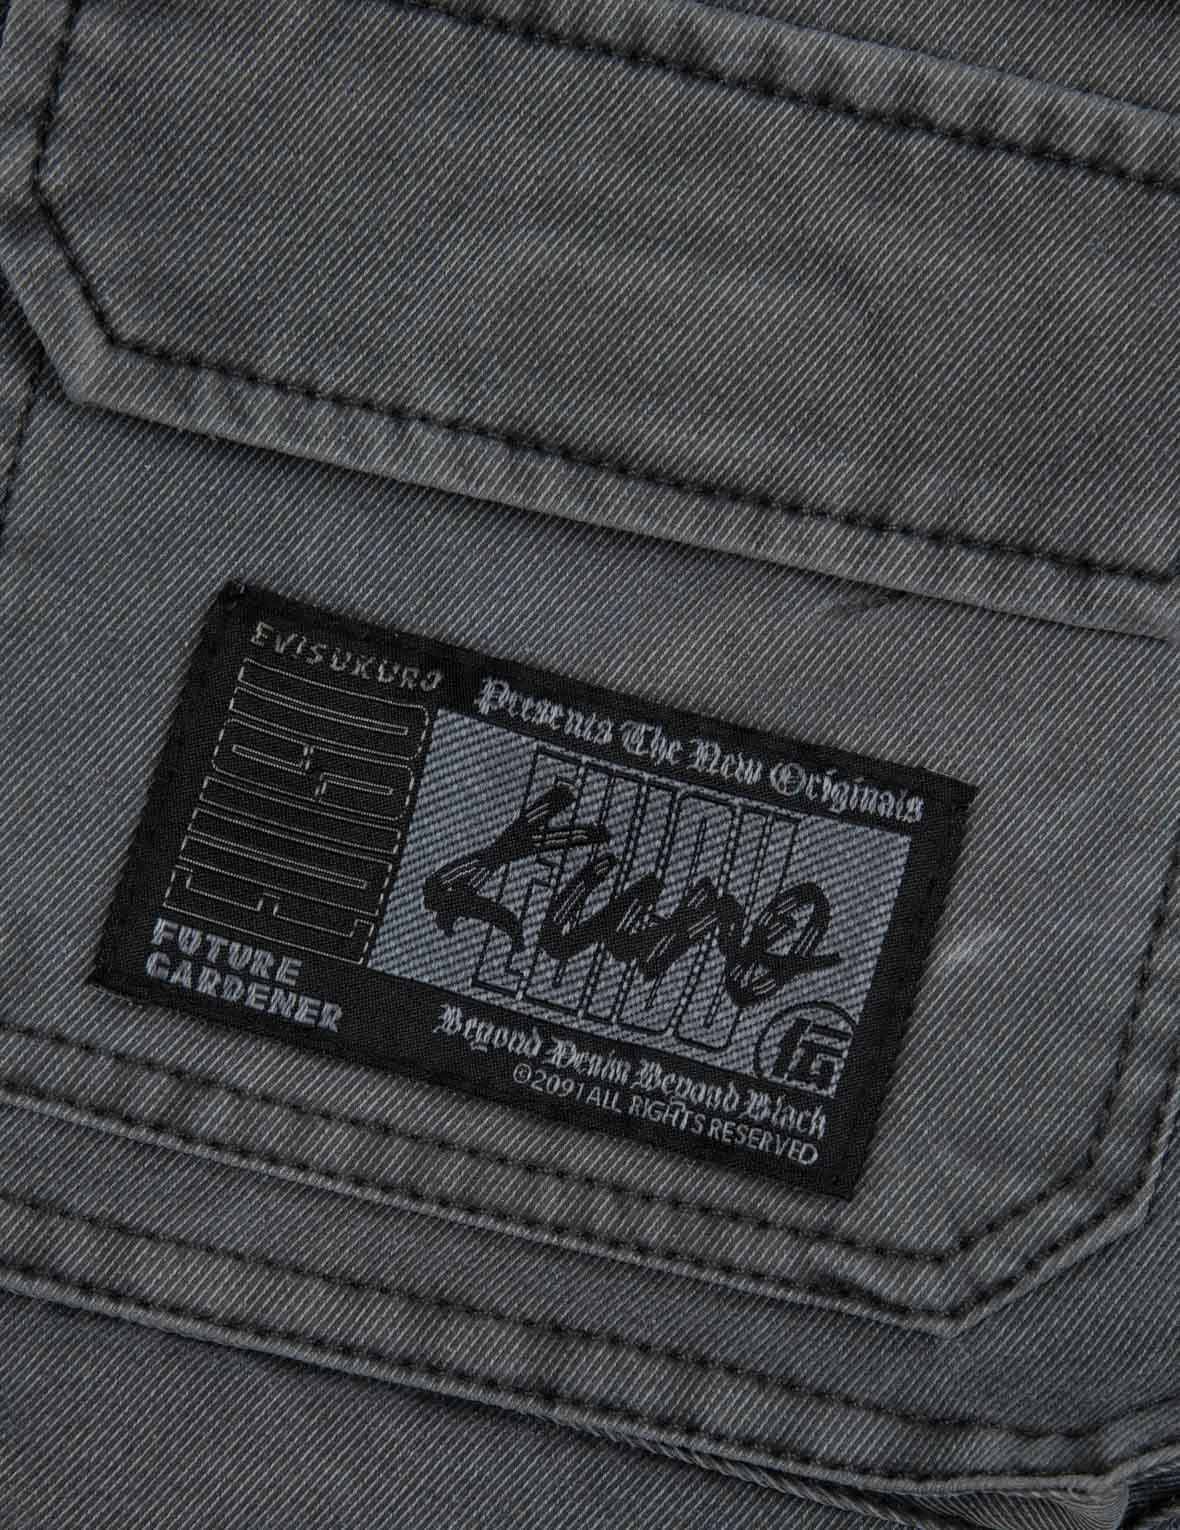 EVISUKURO
Presents The New Originals
Kuro
FUTURE
GARDENER
Beyond Denim Beyond Black
©2091 ALL RIGHTS RESERVED